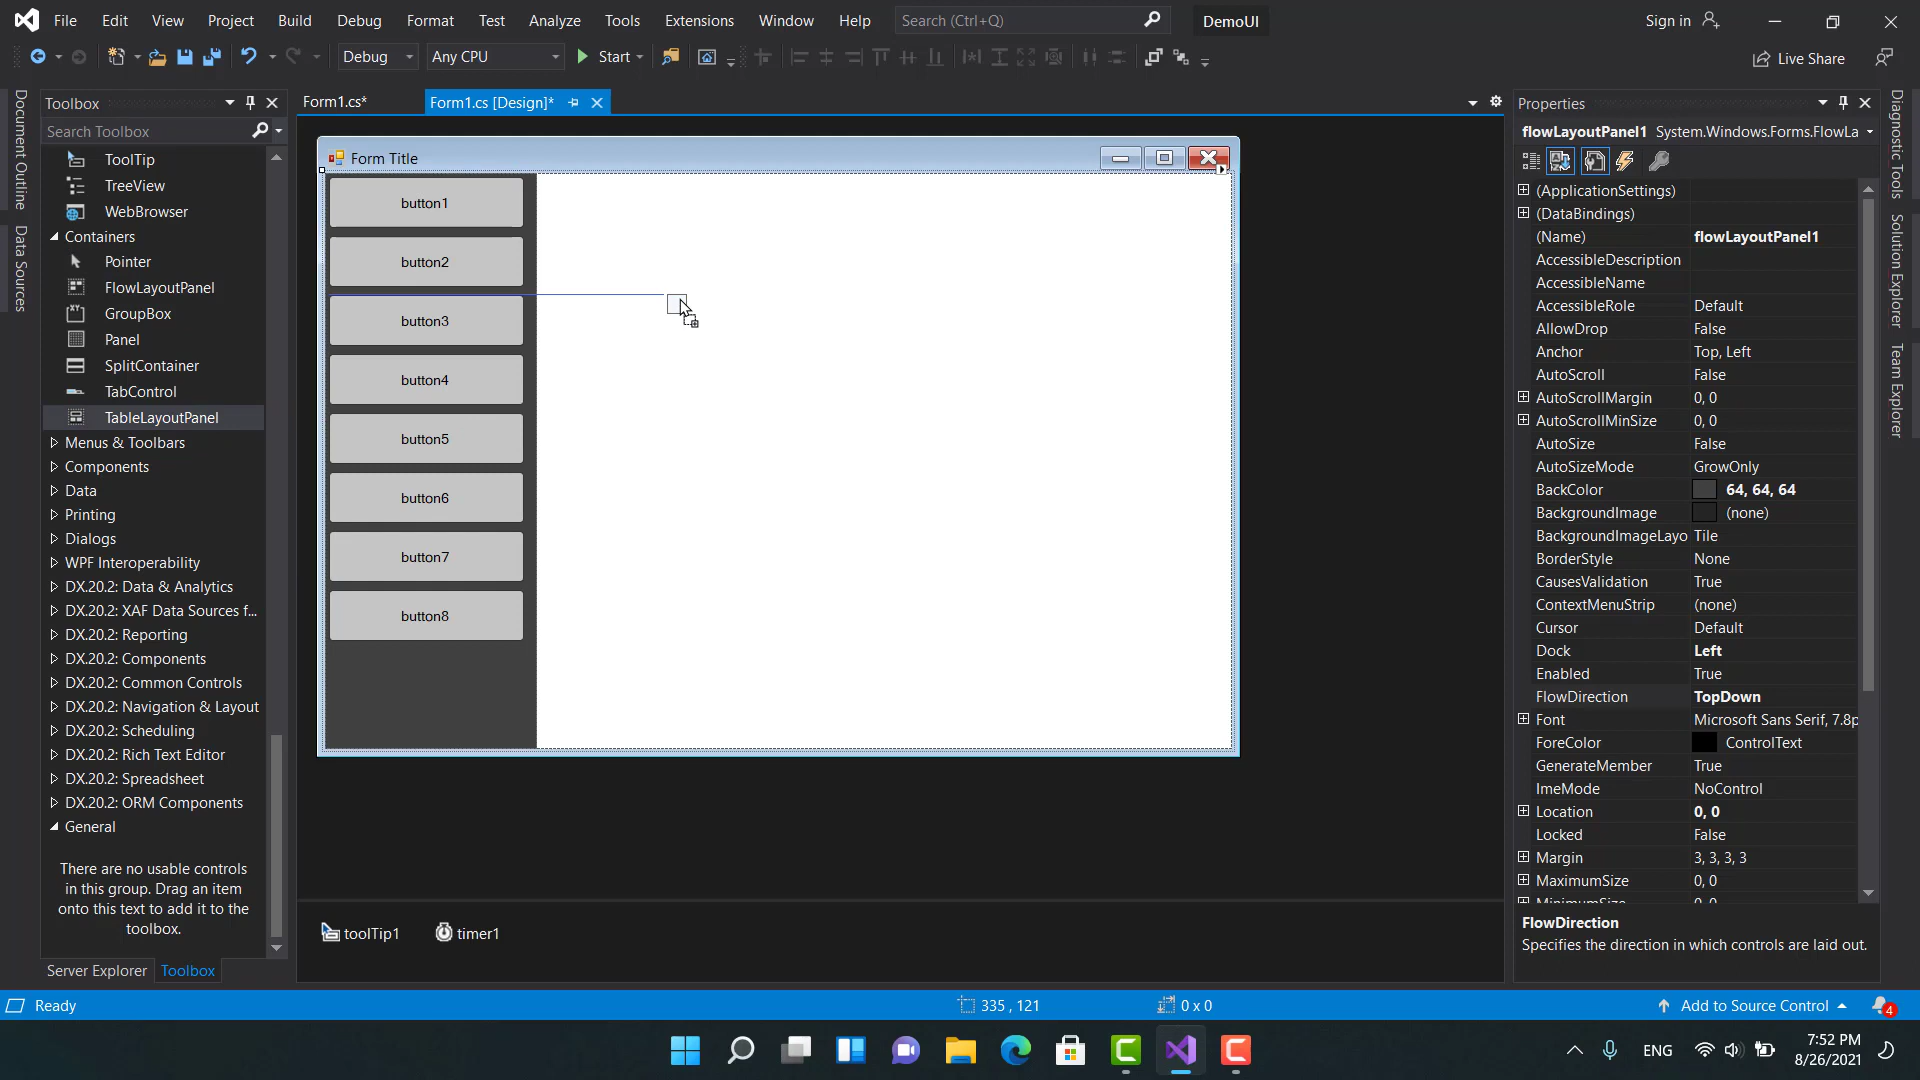 File Edit View Project Build Debug Format Test Analyze Tools Extensions Window Help Search (Ctrl+Q) DemoUI Sign in
Debug Any CPU Start Live Share
Document Outline
Data Sources
Toolbox
Search Toolbox
ToolTip
TreeView
WebBrowser
Containers
Pointer
FlowLayoutPanel
GroupBox
Panel
SplitContainer
TabControl
TableLayoutPanel
Menus & Toolbars
Components
Data
Printing
Dialogs
WPF Interoperability
DX.20.2: Data & Analytics
DX.20.2: XAF Data Sources f...
DX.20.2: Reporting
DX.20.2: Components
DX.20.2: Common Controls
DX.20.2: Navigation & Layout
DX.20.2: Scheduling
DX.20.2: Rich Text Editor
DX.20.2: Spreadsheet
DX.20.2: ORM Components
General
There are no usable controls
in this group. Drag an item
onto this text to add it to the
toolbox.
Server Explorer Toolbox
Form1.cs* Form1.cs [Design]*
Form Title
button1
button2
button3
button4
button5
button6
button7
button8
toolTip1 timer1
Properties
flowLayoutPanel1 System.Windows.Forms.FlowLa
(ApplicationSettings)
(DataBindings)
(Name) flowLayoutPanel1
AccessibleDescription
AccessibleName
AccessibleRole Default
AllowDrop False
Anchor Top, Left
AutoScroll False
AutoScrollMargin 0, 0
AutoScrollMinSize 0, 0
AutoSize False
AutoSizeMode GrowOnly
BackColor 64, 64, 64
BackgroundImage (none)
BackgroundImageLayo Tile
BorderStyle None
CausesValidation True
ContextMenuStrip (none)
Cursor Default
Dock Left
Enabled True
FlowDirection TopDown
Font Microsoft Sans Serif, 7.8p
ForeColor ControlText
GenerateMember True
ImeMode NoControl
Location 0, 0
Locked False
Margin 3, 3, 3, 3
MaximumSize 0, 0
MinimumSize 0, 0
FlowDirection
Specifies the direction in which controls are laid out.
Diagnostic Tools
Solution Explorer
Team Explorer
Ready 335 , 121 0 x 0 Add to Source Control 4
ENG 7:52 PM
8/26/2021